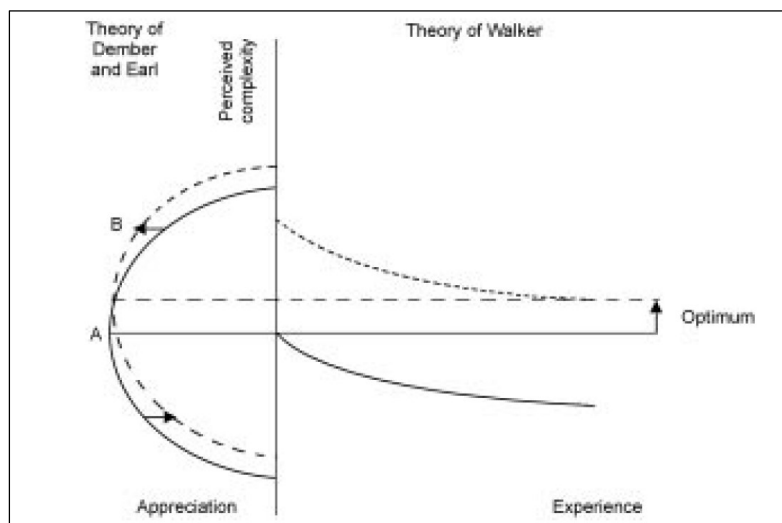 Theory of
Dember
and Earl
Perceived
complexity
Theory of Walker
B
A
Optimum
Appreciation
Experience